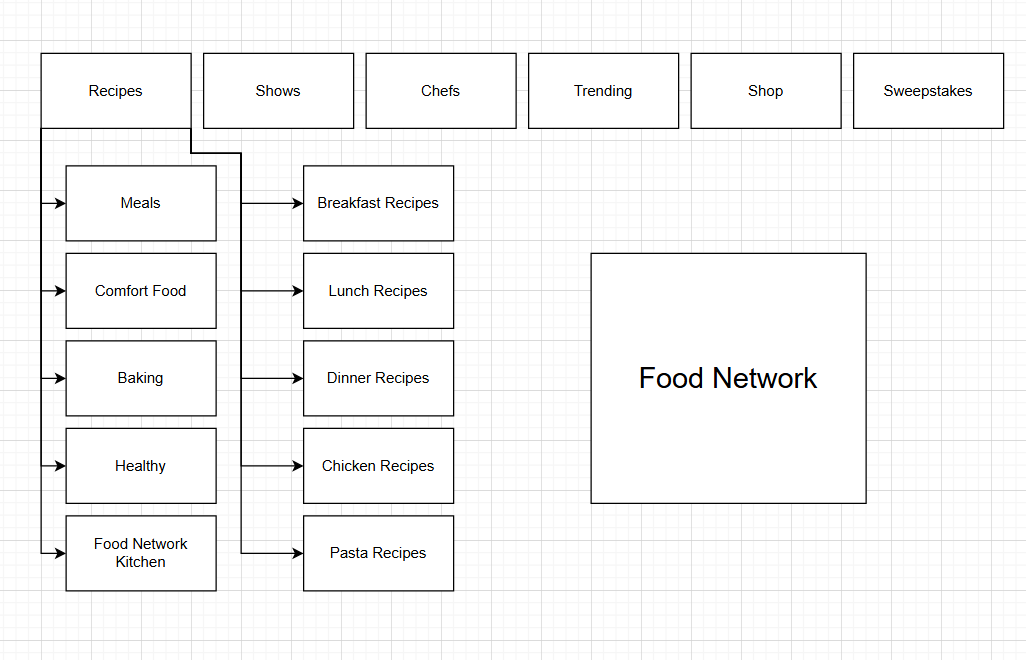 Recipes
Shows
Chefs
Trending
Shop
Sweepstakes
Meals
Breakfast Recipes
Comfort Food
Lunch Recipes
Baking
Dinner Recipes
Food Network
Healthy
Chicken Recipes
Food Network
Kitchen
Pasta Recipes